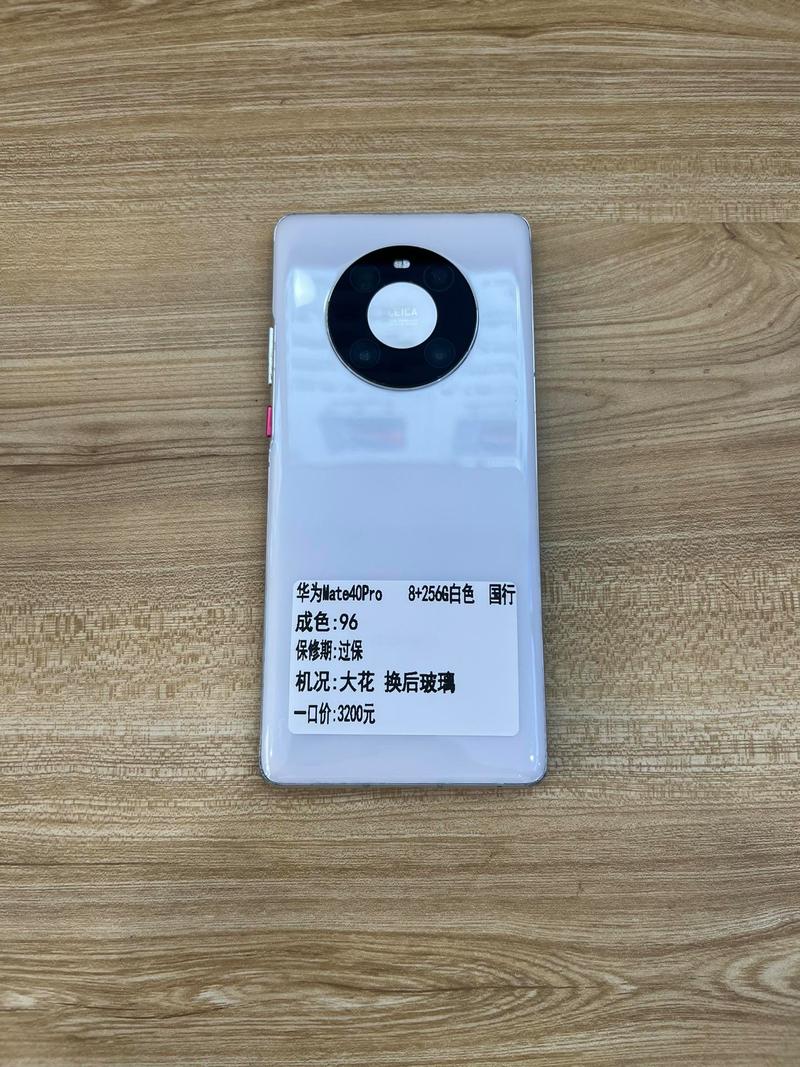 LEICA
华为Mate40Pro 8+256G白色 国行
成色:96
保修期:过保
机况:大花 换后玻璃
一口价:3200元